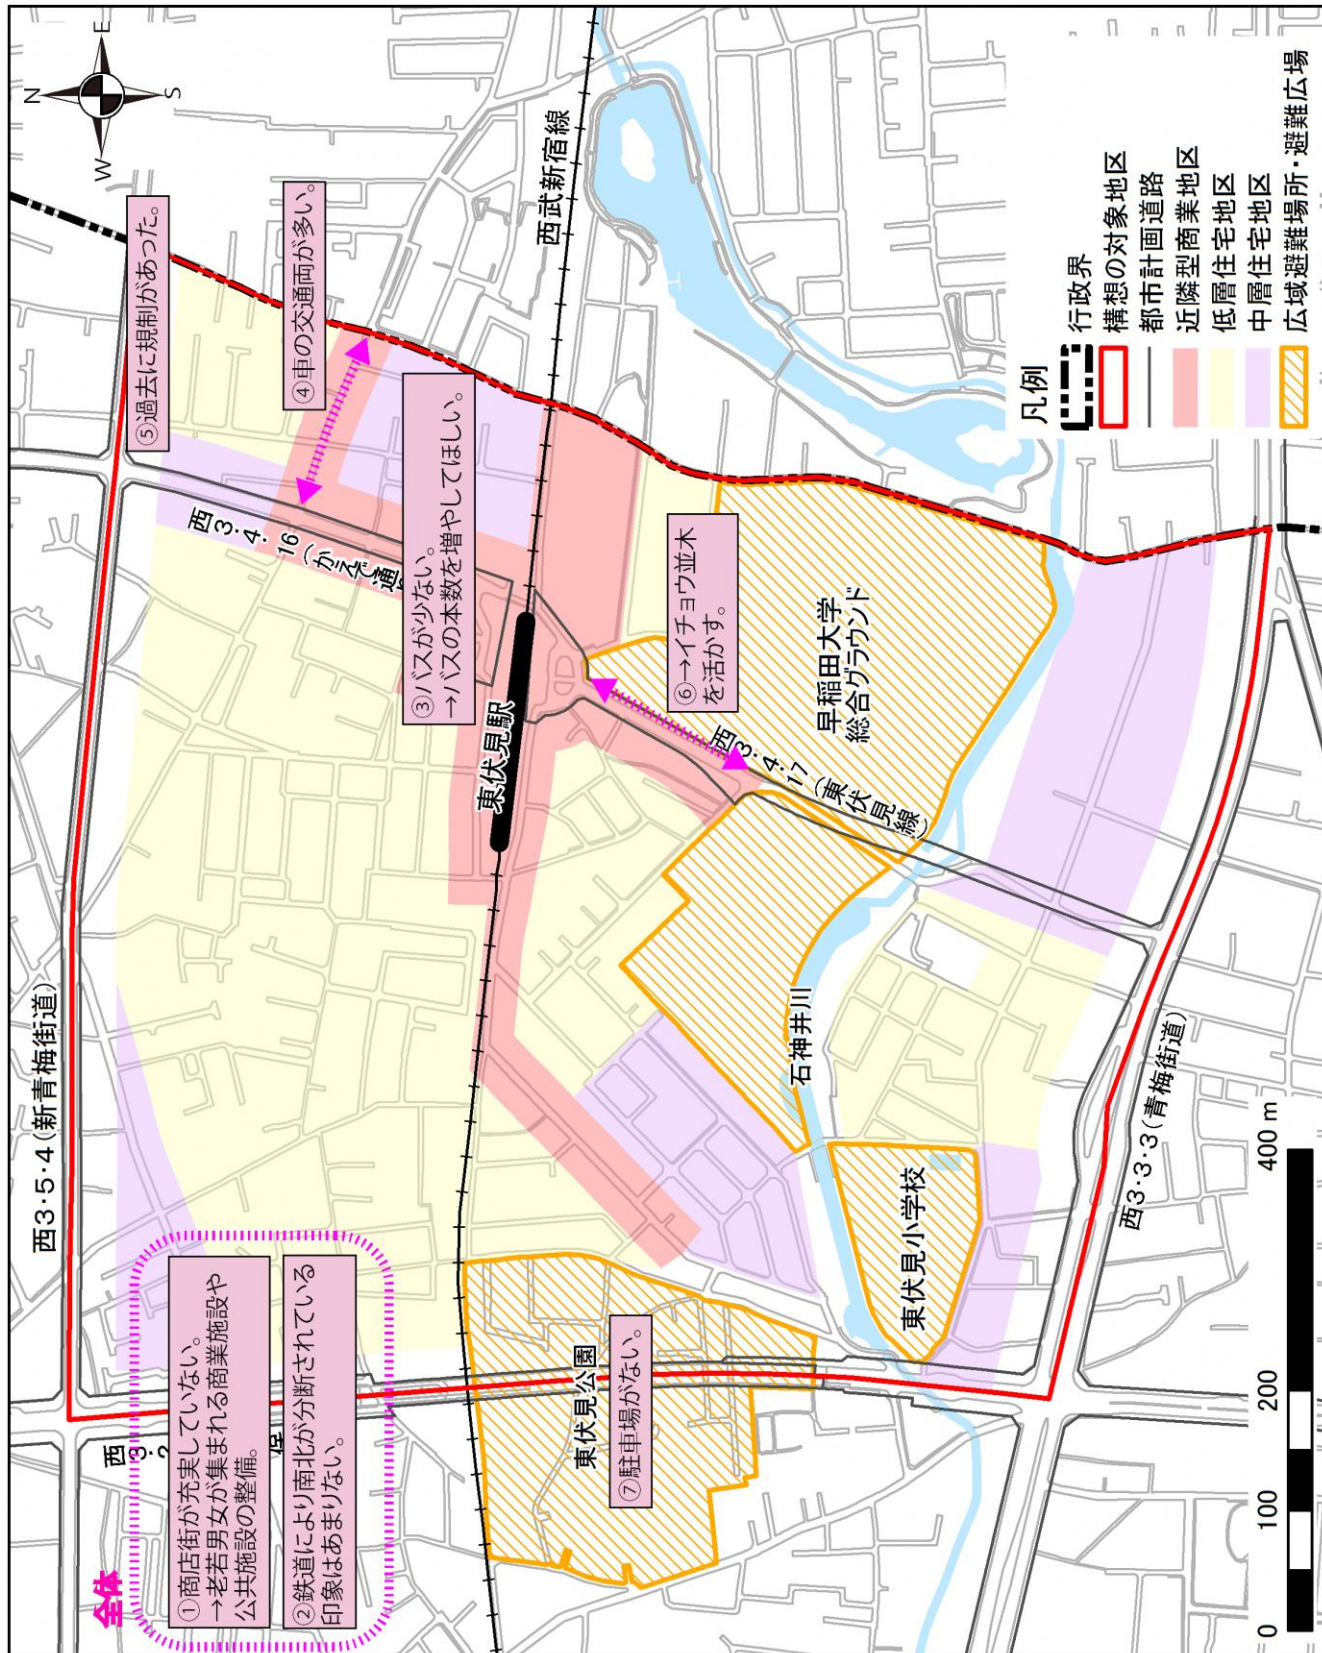 全体
①商店街が充実していない。
→老若男女が集まれる商業施設や
公共施設の整備。
②鉄道により南北が分断されている
印象はあまりない。
西3・5・4(新青梅街道)
⑤過去に規制があった。
④車の交通両が多い。
N
E
S
W
西3・4・16(かえで通
③バスが少ない。
→バスの本数を増やしてほしい。
東伏見駅
西武新宿線
⑥→イチョウ並木
を活かす。
西3・4・17(東伏見線)
早稲田大学
総合グラウンド
東伏見公園
⑦駐車場がない。
石神井川
東伏見小学校
西3・3・3(青梅街道)
0
100
200
400 m
凡例
行政界
構想の対象地区
都市計画道路
近隣型商業地区
低層住宅地区
中層住宅地区
広域避難場所・避難広場